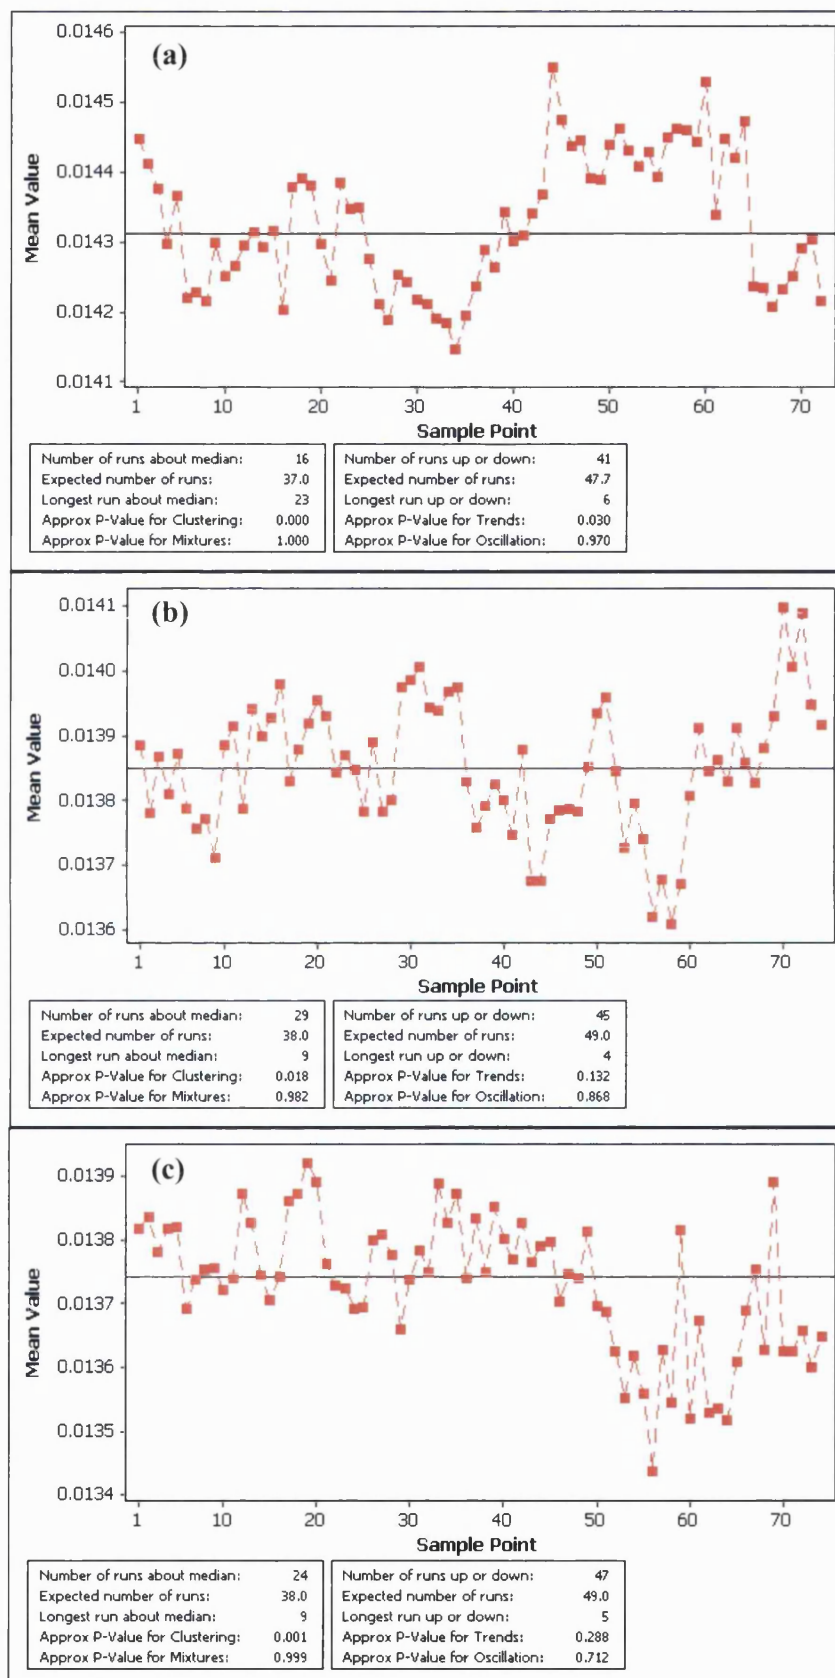 (a)
0.0146
0.0145
0.0144
0.0143
0.0142
0.0141
Mean Value
1 10 20 30 40 50 60 70
Sample Point
Number of runs about median: 16
Expected number of runs: 37.0
Longest run about median: 23
Approx P-Value for Clustering: 0.000
Approx P-Value for Mixtures: 1.000
Number of runs up or down: 41
Expected number of runs: 47.7
Longest run up or down: 6
Approx P-Value for Trends: 0.030
Approx P-Value for Oscillation: 0.970
(b)
0.0141
0.0140
0.0139
0.0138
0.0137
0.0136
Mean Value
1 10 20 30 40 50 60 70
Sample Point
Number of runs about median: 29
Expected number of runs: 38.0
Longest run about median: 9
Approx P-Value for Clustering: 0.018
Approx P-Value for Mixtures: 0.982
Number of runs up or down: 45
Expected number of runs: 49.0
Longest run up or down: 4
Approx P-Value for Trends: 0.132
Approx P-Value for Oscillation: 0.868
(c)
0.0139
0.0138
0.0137
0.0136
0.0135
0.0134
Mean Value
1 10 20 30 40 50 60 70
Sample Point
Number of runs about median: 24
Expected number of runs: 38.0
Longest run about median: 9
Approx P-Value for Clustering: 0.001
Approx P-Value for Mixtures: 0.999
Number of runs up or down: 47
Expected number of runs: 49.0
Longest run up or down: 5
Approx P-Value for Trends: 0.288
Approx P-Value for Oscillation: 0.712